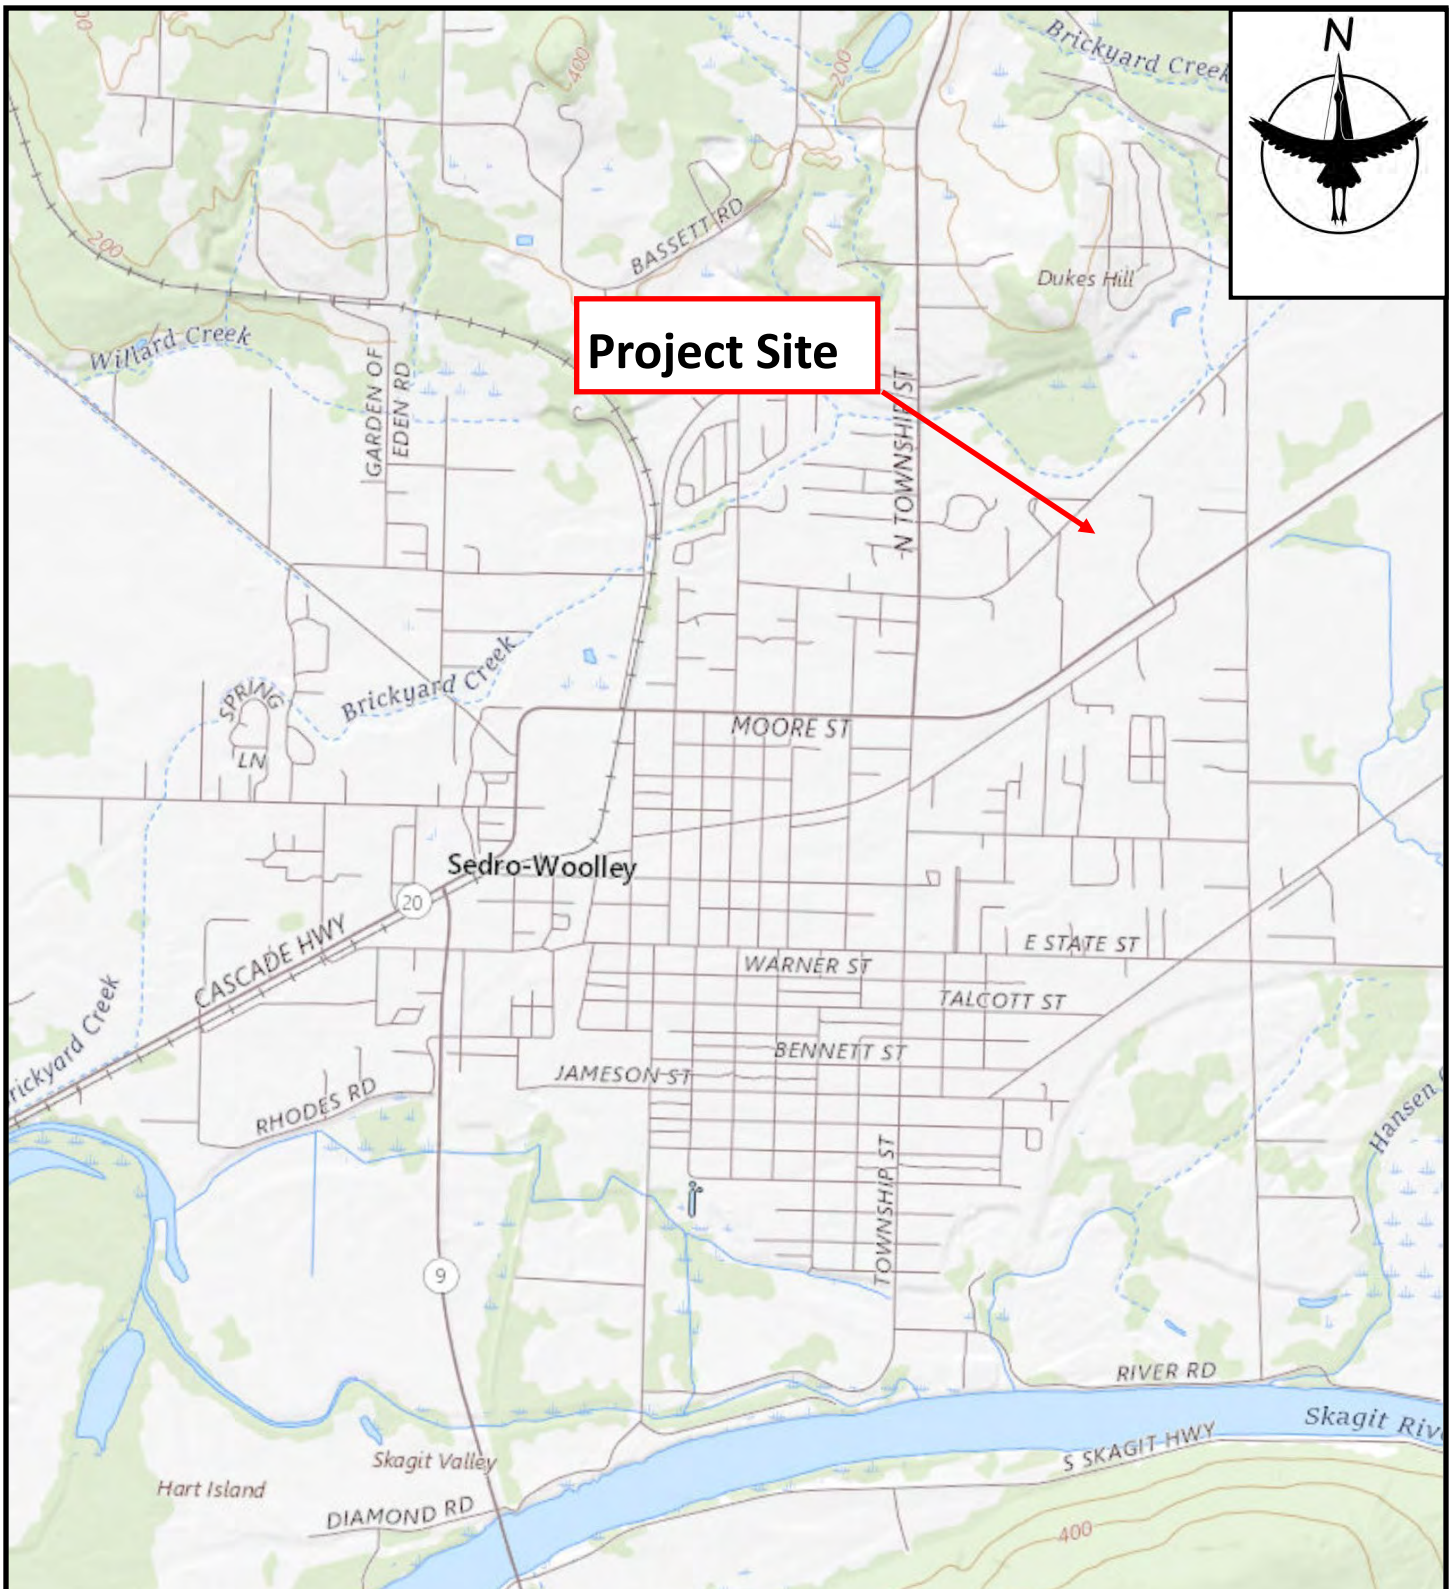 N
Brickyard Creek
00
400
200
BASSETT RD
200
Dukes Hill
Willard Creek
Project Site
GARDEN OF
EDEN RD
N TOWNSHIP ST
Brickyard Creek
SPRING
LN
MOORE ST
Sedro-Woolley
20
CASCADE HWY
E STATE ST
WARNER ST
TALCOTT ST
rickyard Creek
BENNETT ST
JAMESON ST
RHODES RD
Hansen
TOWNSHIP ST
9
RIVER RD
Skagit Rive
S SKAGIT HWY
Skagit Valley
Hart Island
DIAMOND RD
400